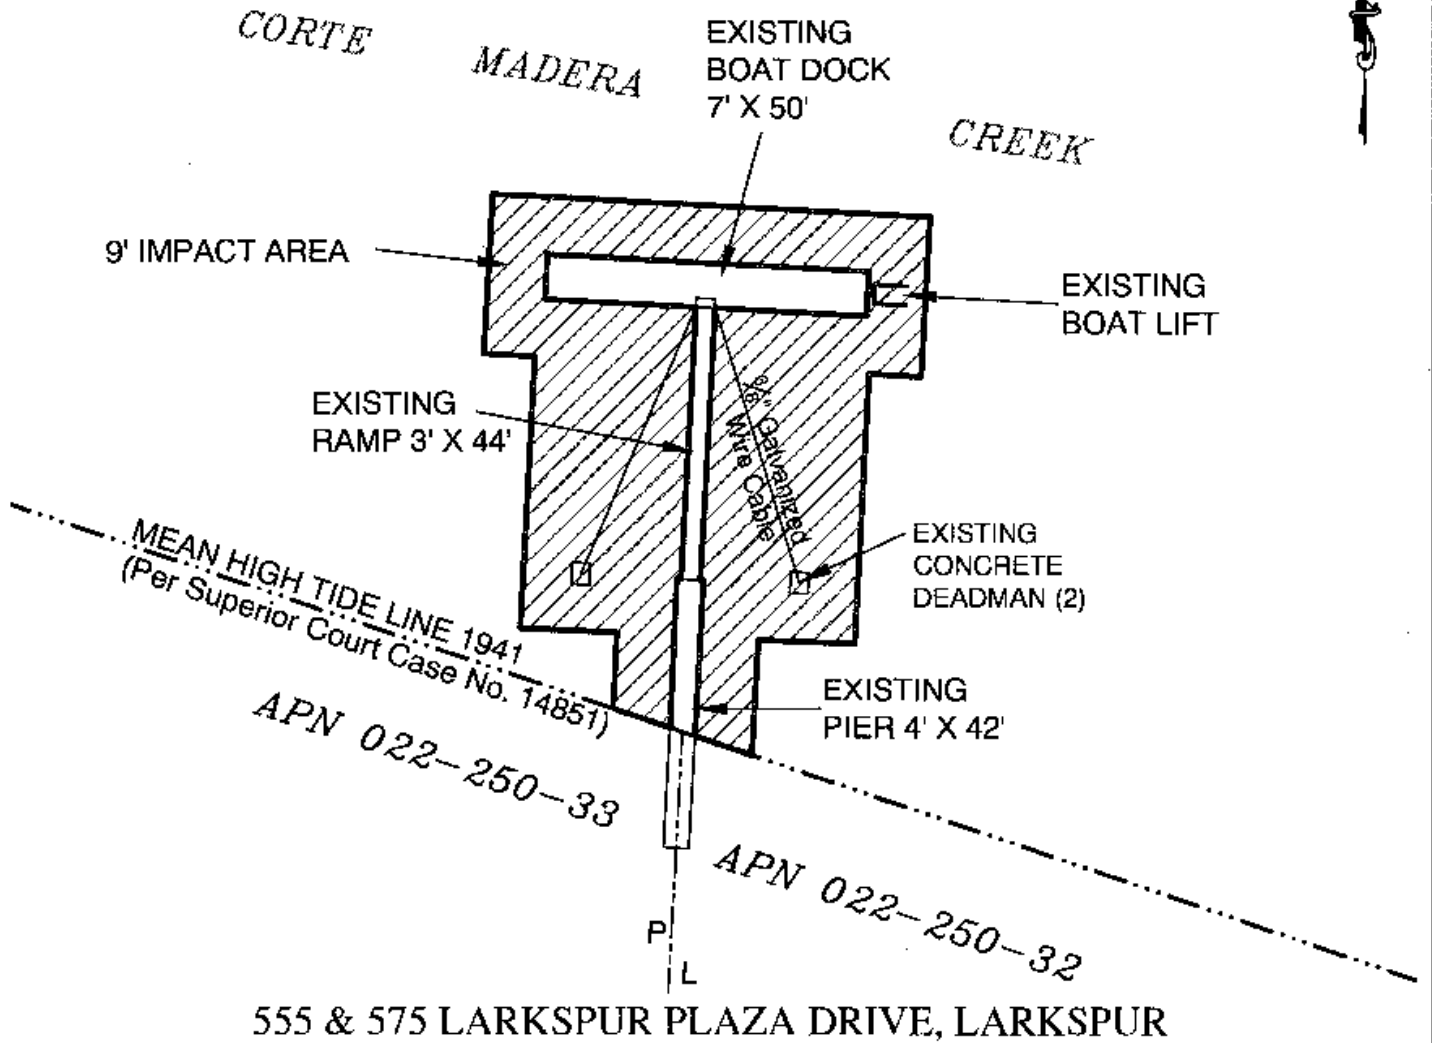 CORTE MADERA CREEK
EXISTING
BOAT DOCK
7' X 50'
9' IMPACT AREA
EXISTING
BOAT LIFT
EXISTING
RAMP 3' X 44'
Galvanized
Wire Cable
EXISTING
CONCRETE
DEADMAN (2)
MEAN HIGH TIDE LINE 1941
(Per Superior Court Case No. 14851)
EXISTING
PIER 4' X 42'
APN 022-250-33
APN 022-250-32
P
L
555 & 575 LARKSPUR PLAZA DRIVE, LARKSPUR